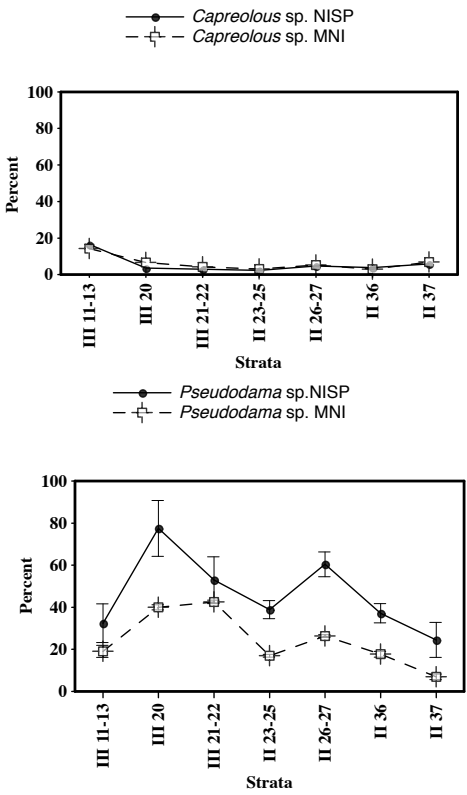 Capreolous sp. NISP
Capreolous sp. MNI
100
80
60
40
20
0
Percent
III 11-13
III 20
III 21-22
II 23-25
II 26-27
II 36
II 37
Strata
Pseudodama sp.NISP
Pseudodama sp. MNI
100
80
60
40
20
0
Percent
III 11-13
III 20
III 21-22
II 23-25
II 26-27
II 36
II 37
Strata